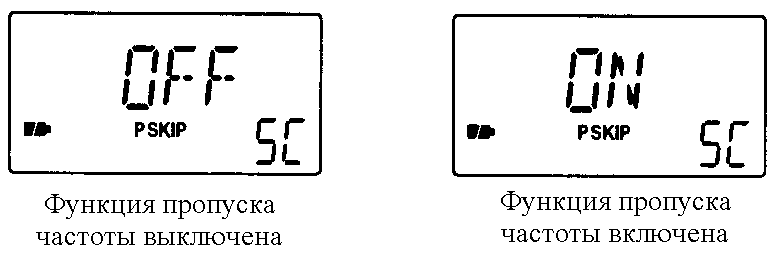 OFF
PSKIP
SC
Функция пропуска
частоты выключена
ON
PSKIP
SC
Функция пропуска
частоты включена